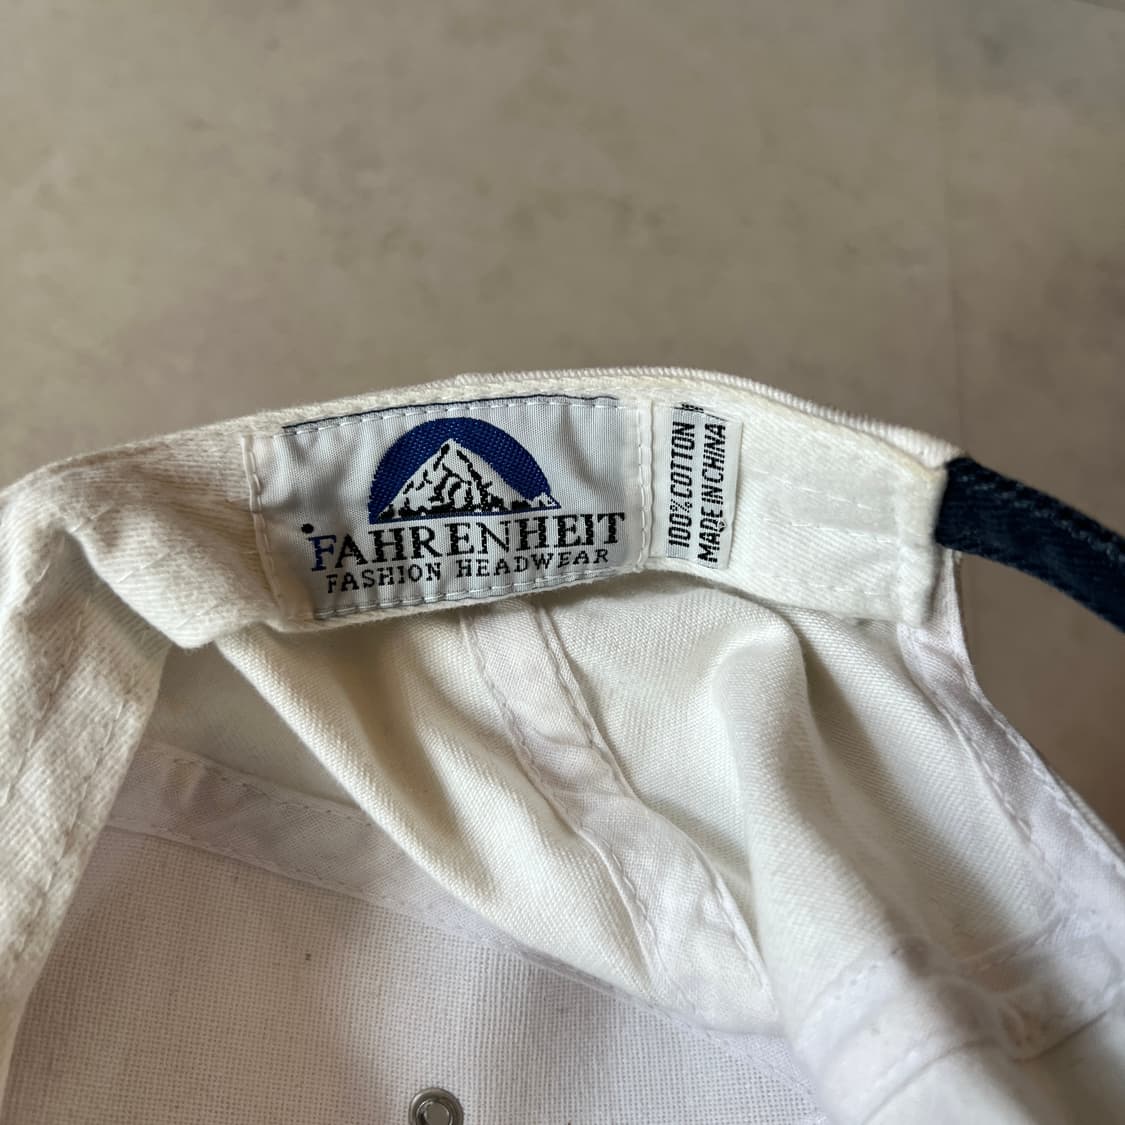 FAHRENHEIT
FASHION HEADWEAR
100% COTTON
MADE IN CHINA